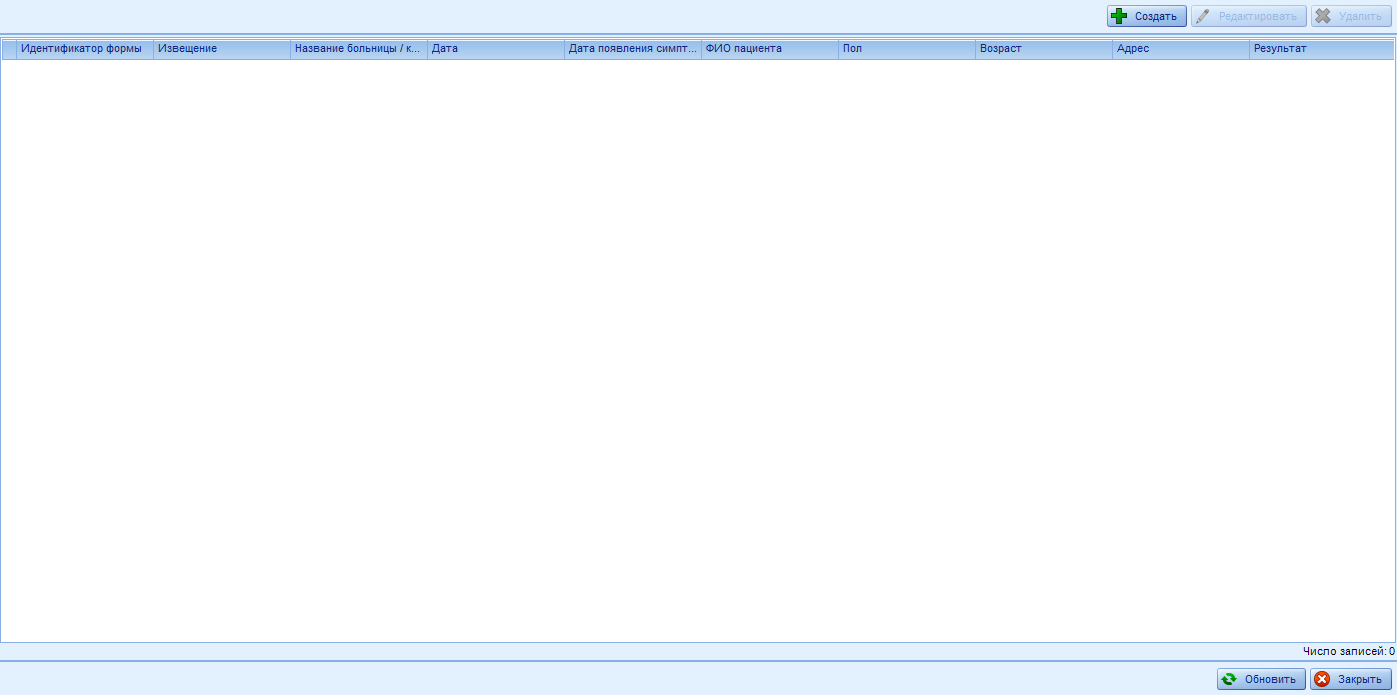 Создать Редактировать Удалить
Идентификатор формы Извещение Название больницы / к... Дата Дата появления симпт... ФИО пациента Пол Возраст Адрес Результат
Число записей: 0
Обновить Закрыть